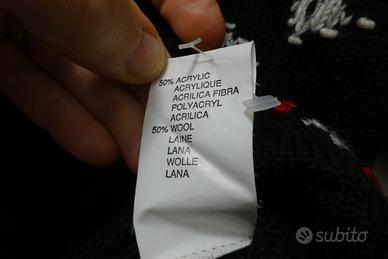 50% ACRYLIC
ACRYLIQUE
ACRILICA FIBRA
POLYACRYL
ACRILICA
50% WOOL
LAINE
LANA
WOLLE
LANA
subito